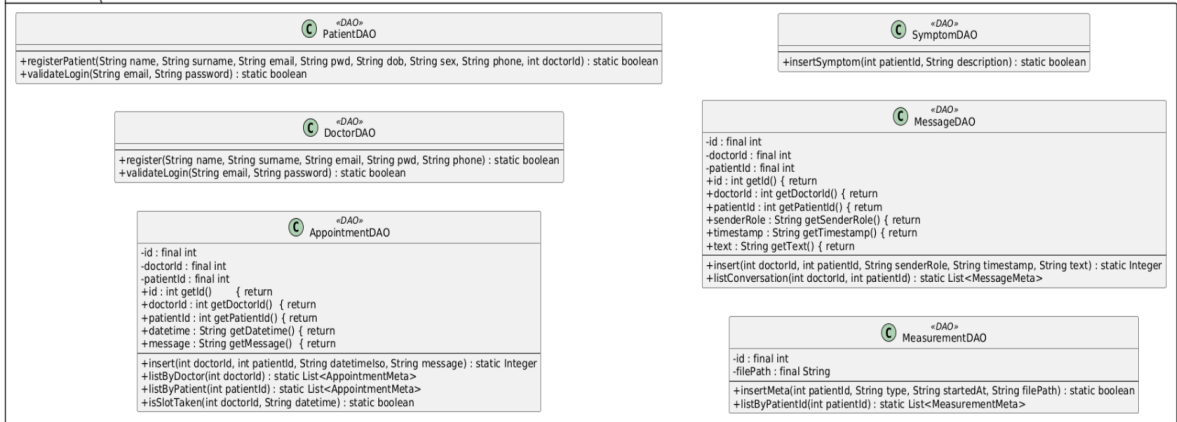 «DAO»
C PatientDAO
+registerPatient(String name, String surname, String email, String pwd, String dob, String sex, String phone, int doctorId) : static boolean
+validateLogin(String email, String password) : static boolean
«DAO»
C SymptomDAO
+insertSymptom(int patientId, String description) : static boolean
«DAO»
C DoctorDAO
+register(String name, String surname, String email, String pwd, String phone) : static boolean
+validateLogin(String email, String password) : static boolean
«DAO»
C MessageDAO
-id : final int
-doctorId : final int
-patientId : final int
+id : int getId() { return
+doctorId : int getDoctorId() { return
+patientId : int getPatientId() { return
+senderRole : String getSenderRole() { return
+timestamp : String getTimestamp() { return
+text : String getText() { return
+insert(int doctorId, int patientId, String senderRole, String timestamp, String text) : static Integer
+listConversation(int doctorId, int patientId) : static List<MessageMeta>
«DAO»
C AppointmentDAO
-id : final int
-doctorId : final int
-patientId : final int
+id : int getId() { return
+doctorId : int getDoctorId() { return
+patientId : int getPatientId() { return
+datetime : String getDatetime() { return
+message : String getMessage() { return
+insert(int doctorId, int patientId, String datetimeIso, String message) : static Integer
+listByDoctor(int doctorId) : static List<AppointmentMeta>
+listByPatient(int patientId) : static List<AppointmentMeta>
+isSlotTaken(int doctorId, String datetime) : static boolean
«DAO»
C MeasurementDAO
-id : final int
-filePath : final String
+insertMeta(int patientId, String type, String startedAt, String filePath) : static boolean
+listByPatientId(int patientId) : static List<MeasurementMeta>